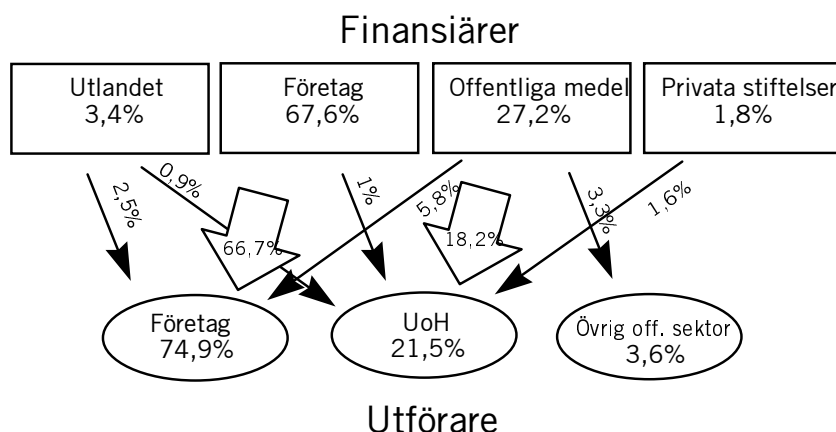 Finansiärer
Utlandet
3,4%
Företag
67,6%
Offentliga medel
27,2%
Privata stiftelser
1,8%
2,5%
0,9%
66,7%
1%
5,8%
18,2%
3,3%
1,6%
Företag
74,9%
UoH
21,5%
Övrig off. sektor
3,6%
Utförare